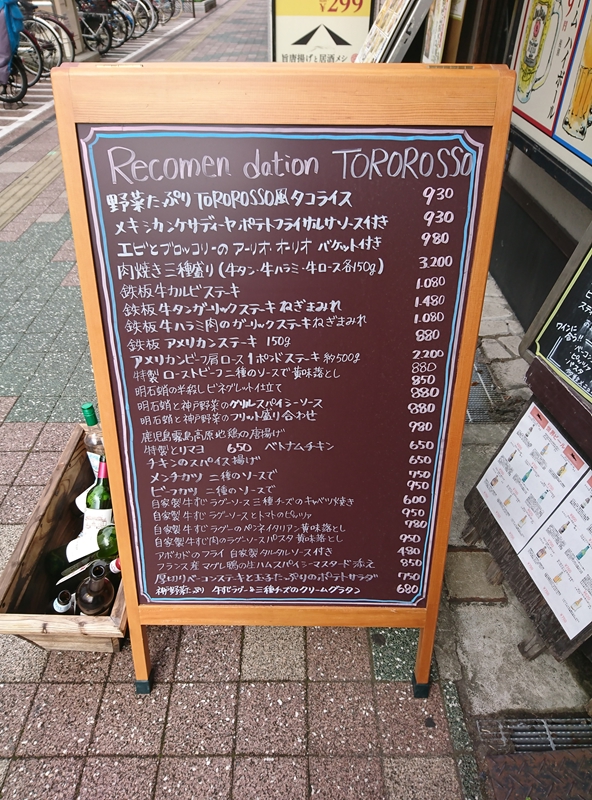 ¥299
旨唐揚げと居酒メシ
Recomen dation TOROROSSO
野菜たっぷりTOROROSSO風タコライス 930
メキシカンケサディーヤ ポテトフライサルサソース付き 930
エビとブロッコリーのアーリオ・オーリオ バケット付き 980
肉焼き三種盛り(牛タン・牛ハラミ・牛ロース各150g) 3.200
鉄板牛カルビステーキ 1.080
鉄板牛タンガーリックステーキねぎまみれ 1.480
鉄板牛ハラミ肉のガーリックステーキねぎまみれ 1.080
鉄板アメリカンステーキ 150g 880
アメリカンビーフ肩ロース1ポンドステーキ約500g 2.200
特製ローストビーフ二種のソースで黄味落とし 880
明石蛸の半殺しビネグレット仕立て 850
明石蛸と神戸野菜のグリルスパイシーソース 880
明石蛸と神戸野菜のフリット盛り合わせ 880
鹿児島霧島高原地鶏の唐揚げ 980
特製とりマヨ 650 ベトナムチキン 650
チキンのスパイス揚げ 650
メンチカツ 二種のソースで 750
ビーフカツ 二種のソースで 950
自家製牛すじラグーソース三種チーズのキャベツ焼き 600
自家製牛すじラグーソースとトマトのピッツァ 950
自家製牛すじラグーのペンネイタリアン黄味落とし 780
自家製牛すじ肉のラグーソースパスタ黄味落とし 950
アボカドのフライ 自家製タルタルソース付き 480
フランス産マグレ鴨の生ハムスパイシーマスタード添え 850
厚切りベーコンステーキと玉子たっぷりのポテトサラダ 750
神戸野菜たっぷり 牛すじラグーと三種チーズのクリームグラタン 680